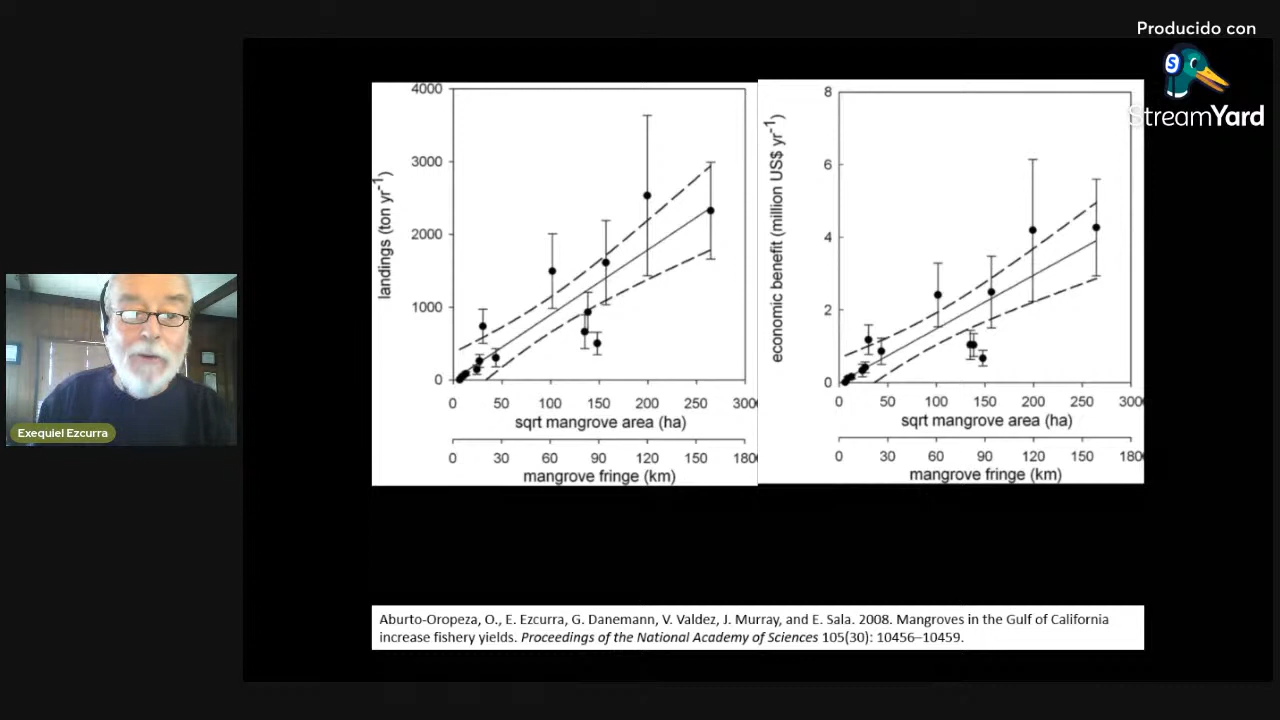 Producido con
StreamYard
4000
3000
2000
1000
0
landings (ton yr-1)
0 50 100 150 200 250 300
sqrt mangrove area (ha)
0 30 60 90 120 150 180
mangrove fringe (km)
8
6
4
2
0
economic benefit (million US$ yr-1)
0 50 100 150 200 250 300
sqrt mangrove area (ha)
0 30 60 90 120 150 180
mangrove fringe (km)
Exequiel Ezcurra
Aburto-Oropeza, O., E. Ezcurra, G. Danemann, V. Valdez, J. Murray, and E. Sala. 2008. Mangroves in the Gulf of California
increase fishery yields. Proceedings of the National Academy of Sciences 105(30): 10456–10459.